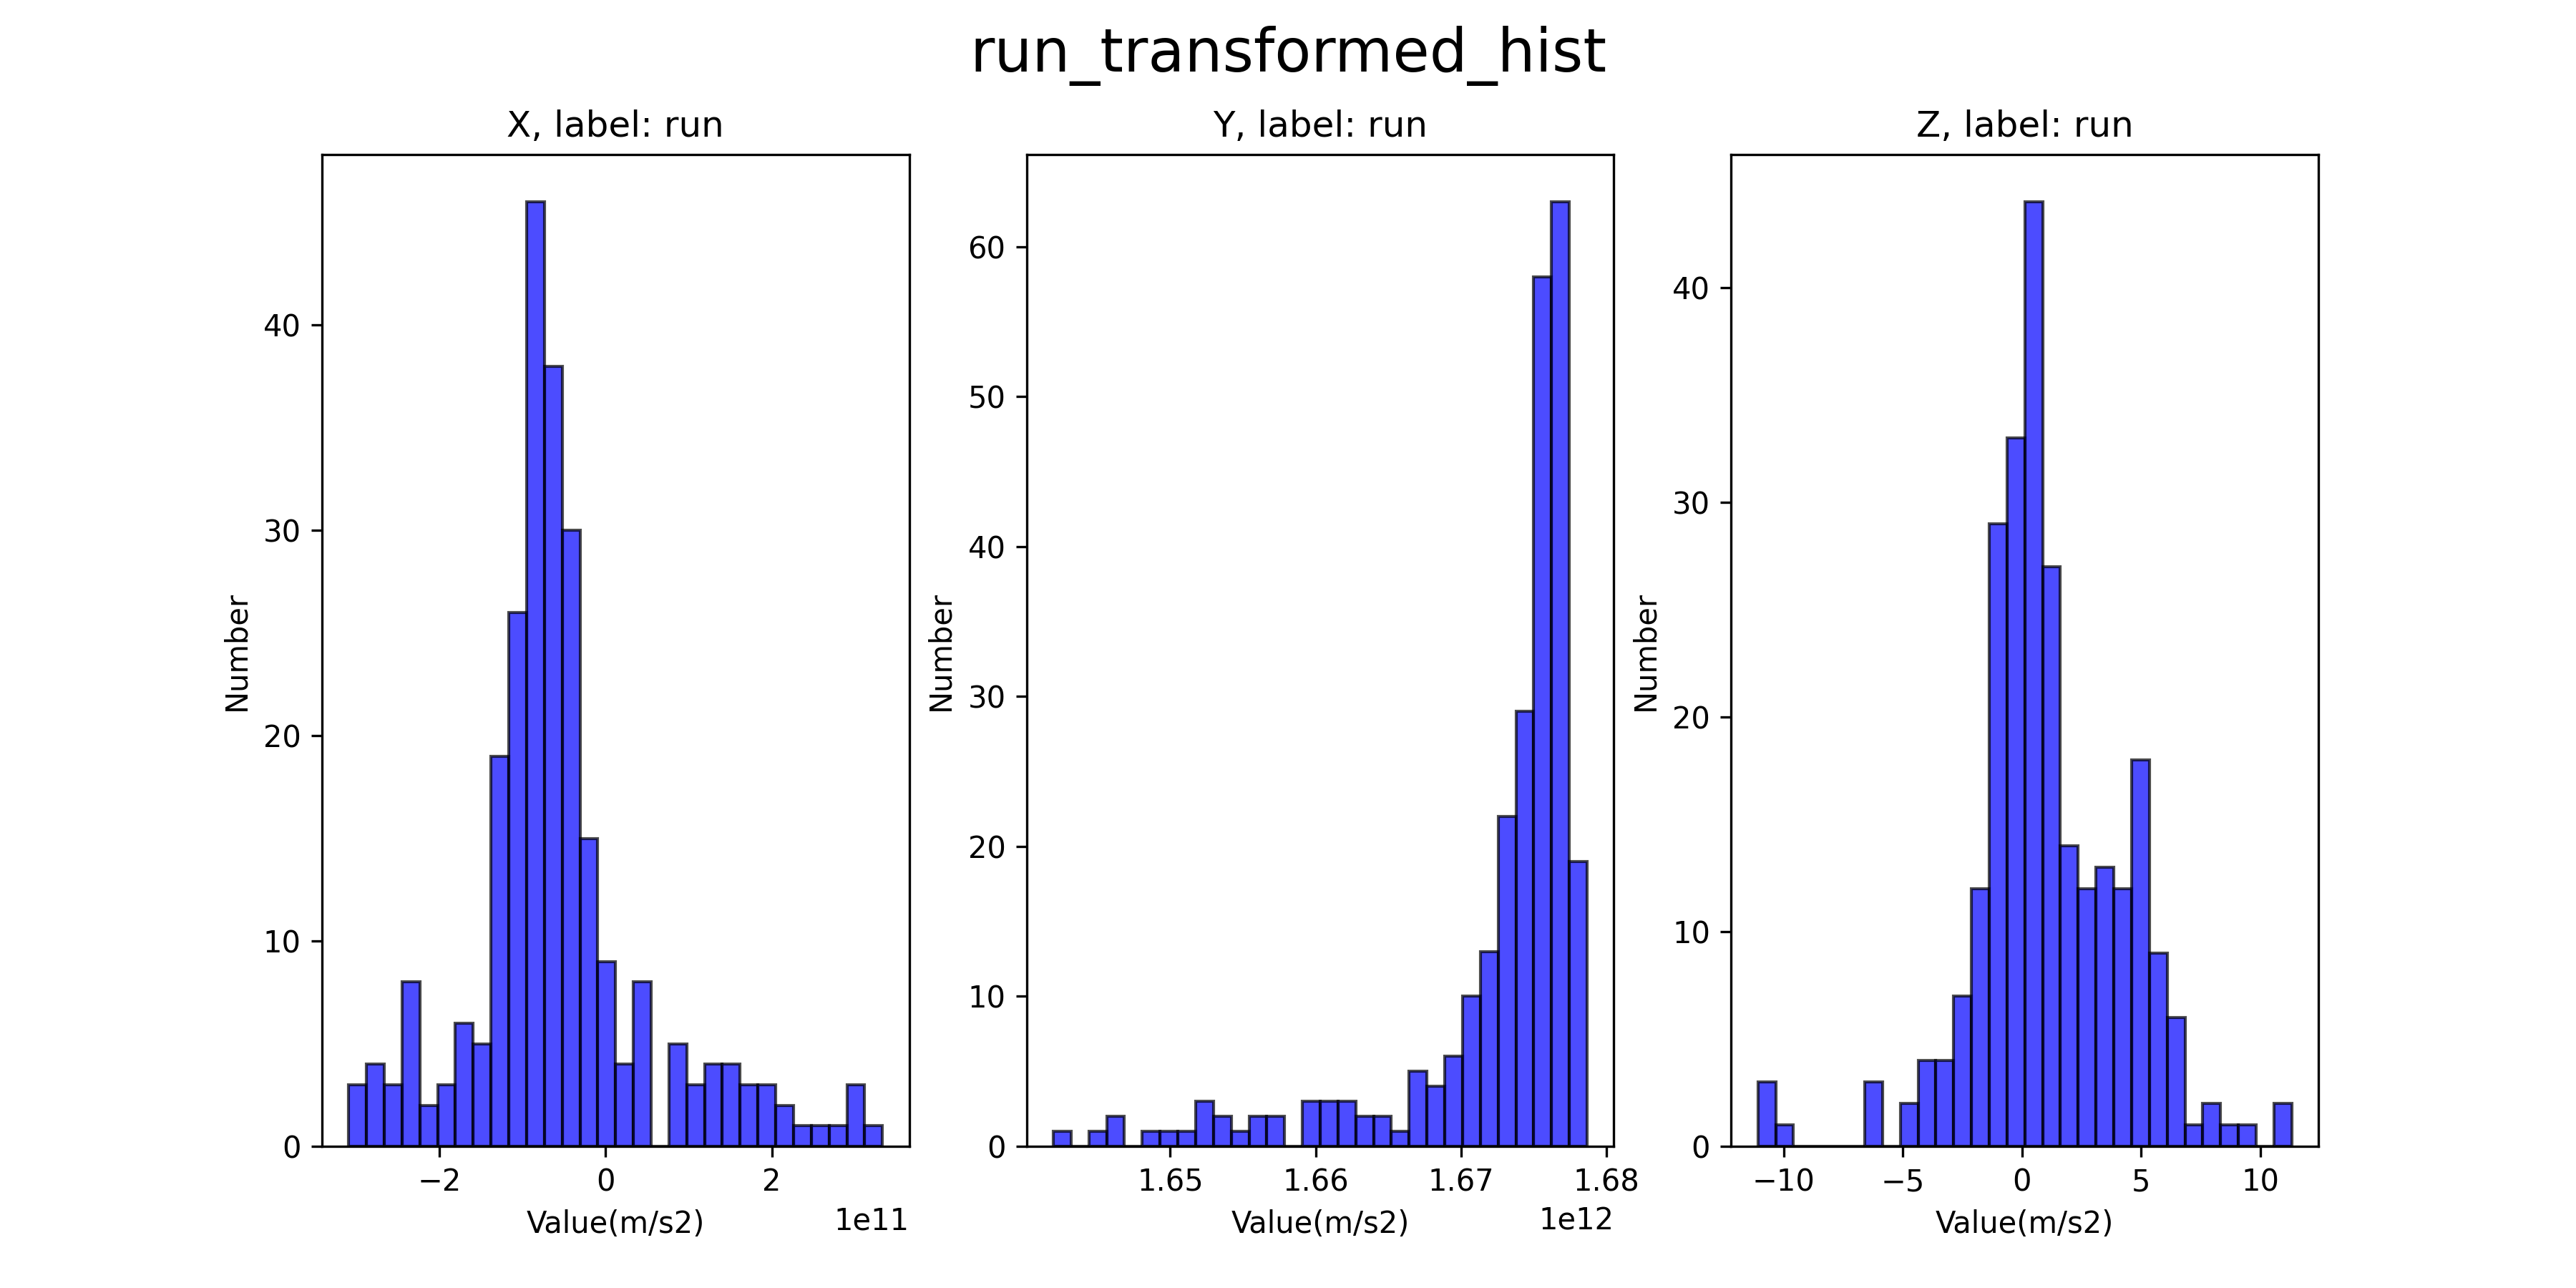 run_transformed_hist
X, label: run
Number
40
30
20
10
0
−2
0
2
Value(m/s2)
1e11
Y, label: run
Number
60
50
40
30
20
10
0
1.65
1.66
1.67
1.68
Value(m/s2)
1e12
Z, label: run
Number
40
30
20
10
0
−10
−5
0
5
10
Value(m/s2)